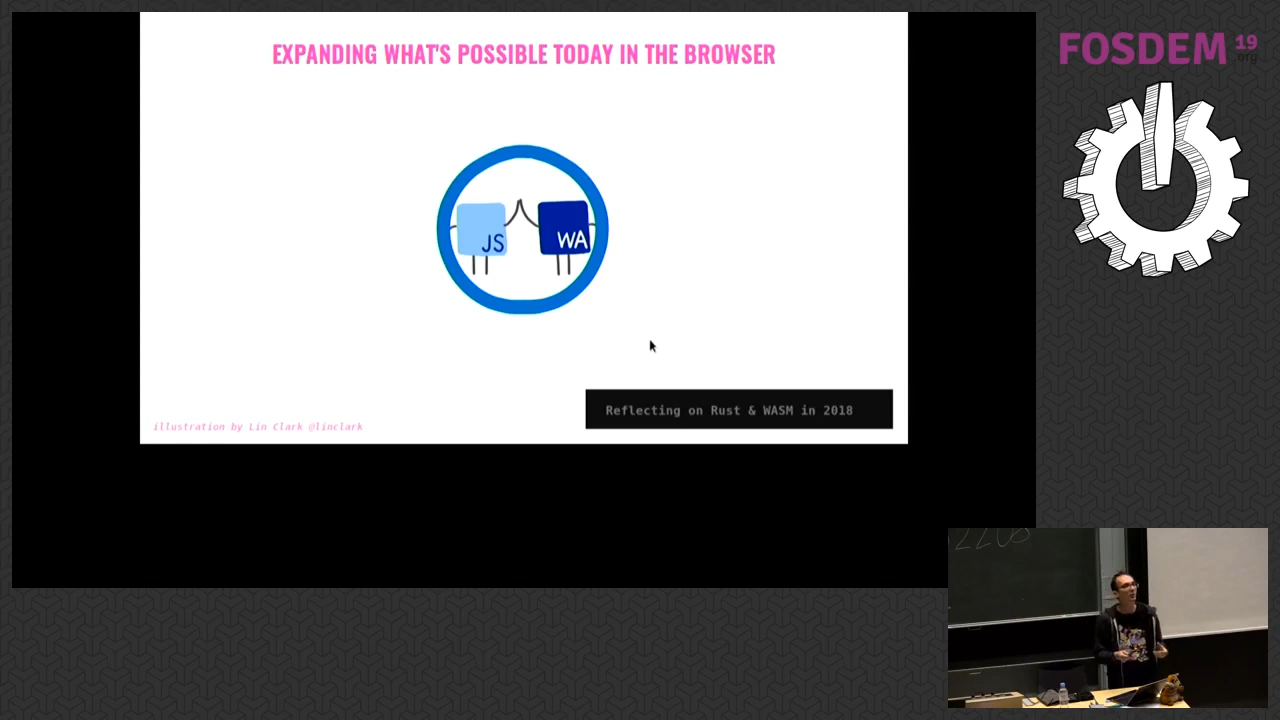 EXPANDING WHAT'S POSSIBLE TODAY IN THE BROWSER
JS
WA
Reflecting on Rust & WASM in 2018
illustration by Lin Clark @linclark
FOSDEM 19
.org